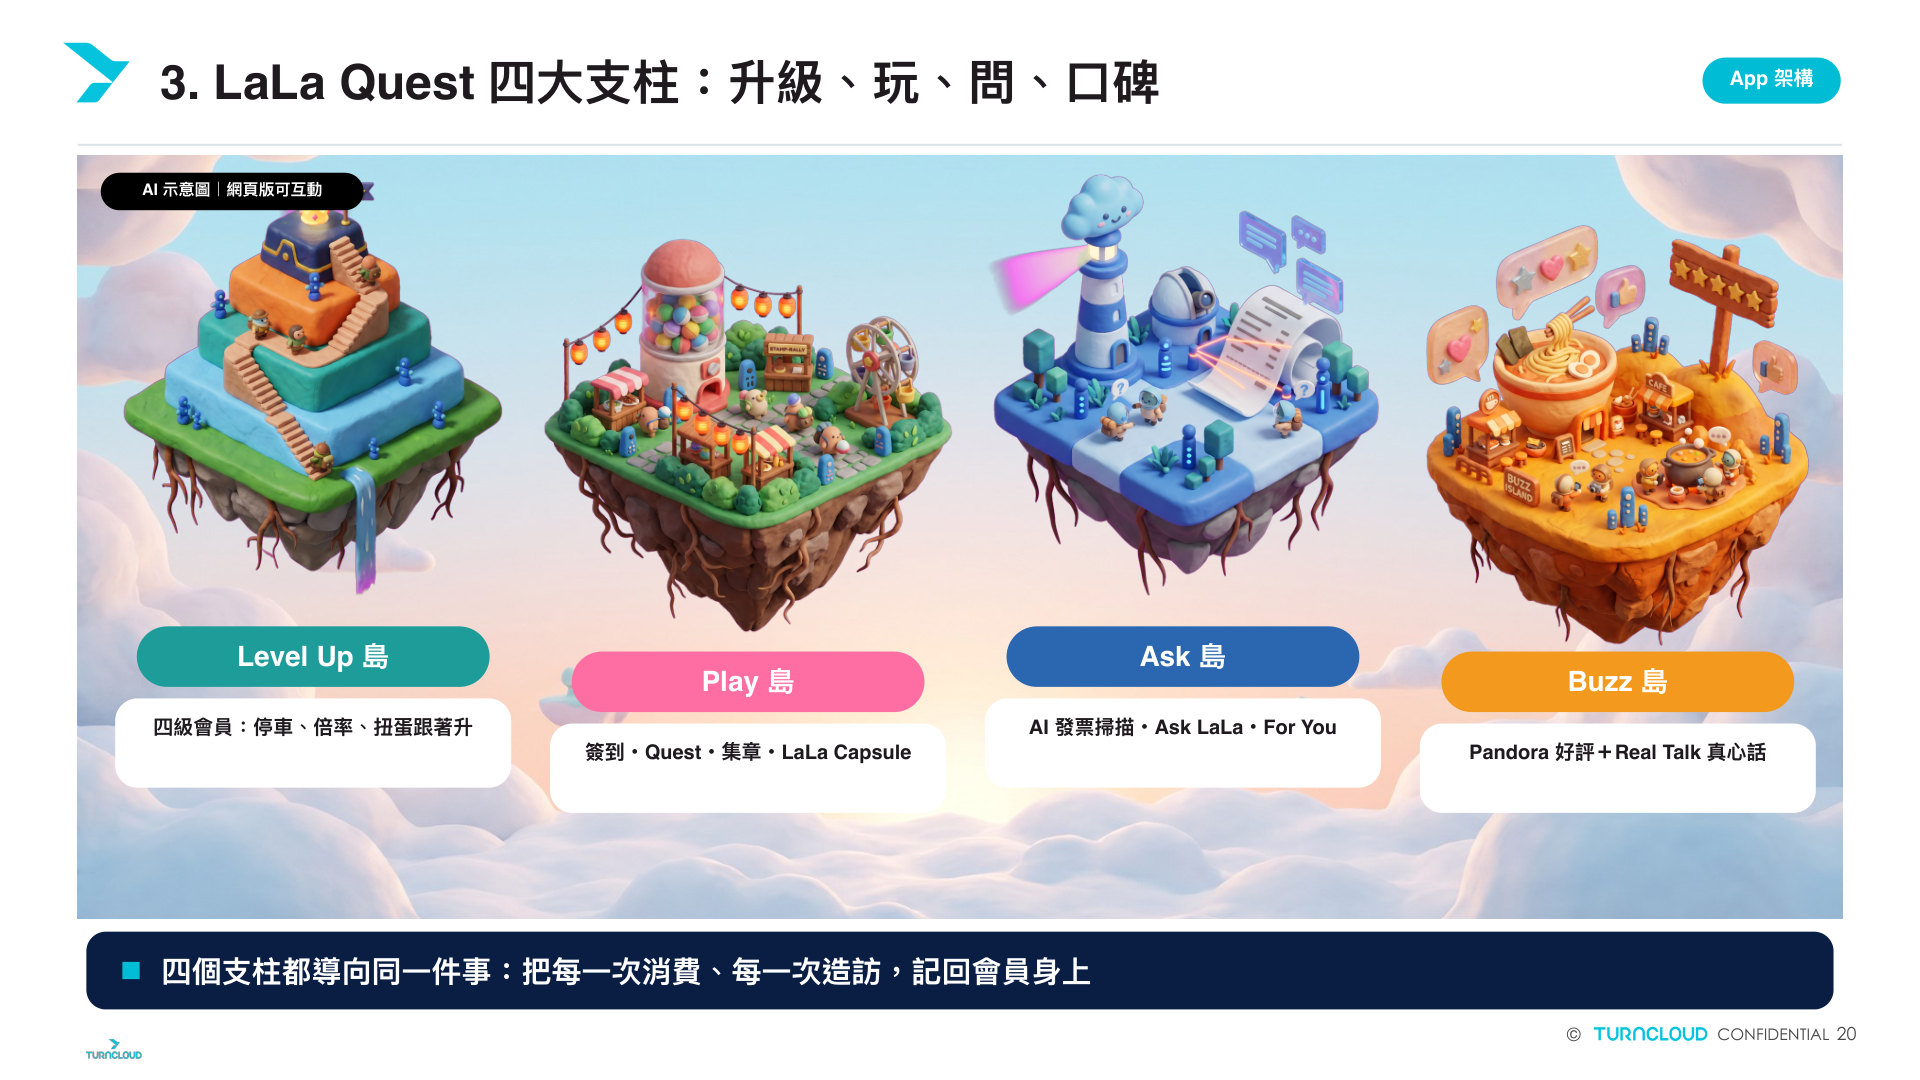 3. LaLa Quest 四大支柱：升級、玩、問、口碑
App 架構
AI 示意圖｜網頁版可互動
STAMP-RALLY
CAFE
BUZZ ISLAND
Level Up 島
四級會員：停車、倍率、扭蛋跟著升
Play 島
簽到・Quest・集章・LaLa Capsule
Ask 島
AI 發票掃描・Ask LaLa・For You
Buzz 島
Pandora 好評＋Real Talk 真心話
四個支柱都導向同一件事：把每一次消費、每一次造訪，記回會員身上
© TURNCLOUD CONFIDENTIAL 20
TURNCLOUD